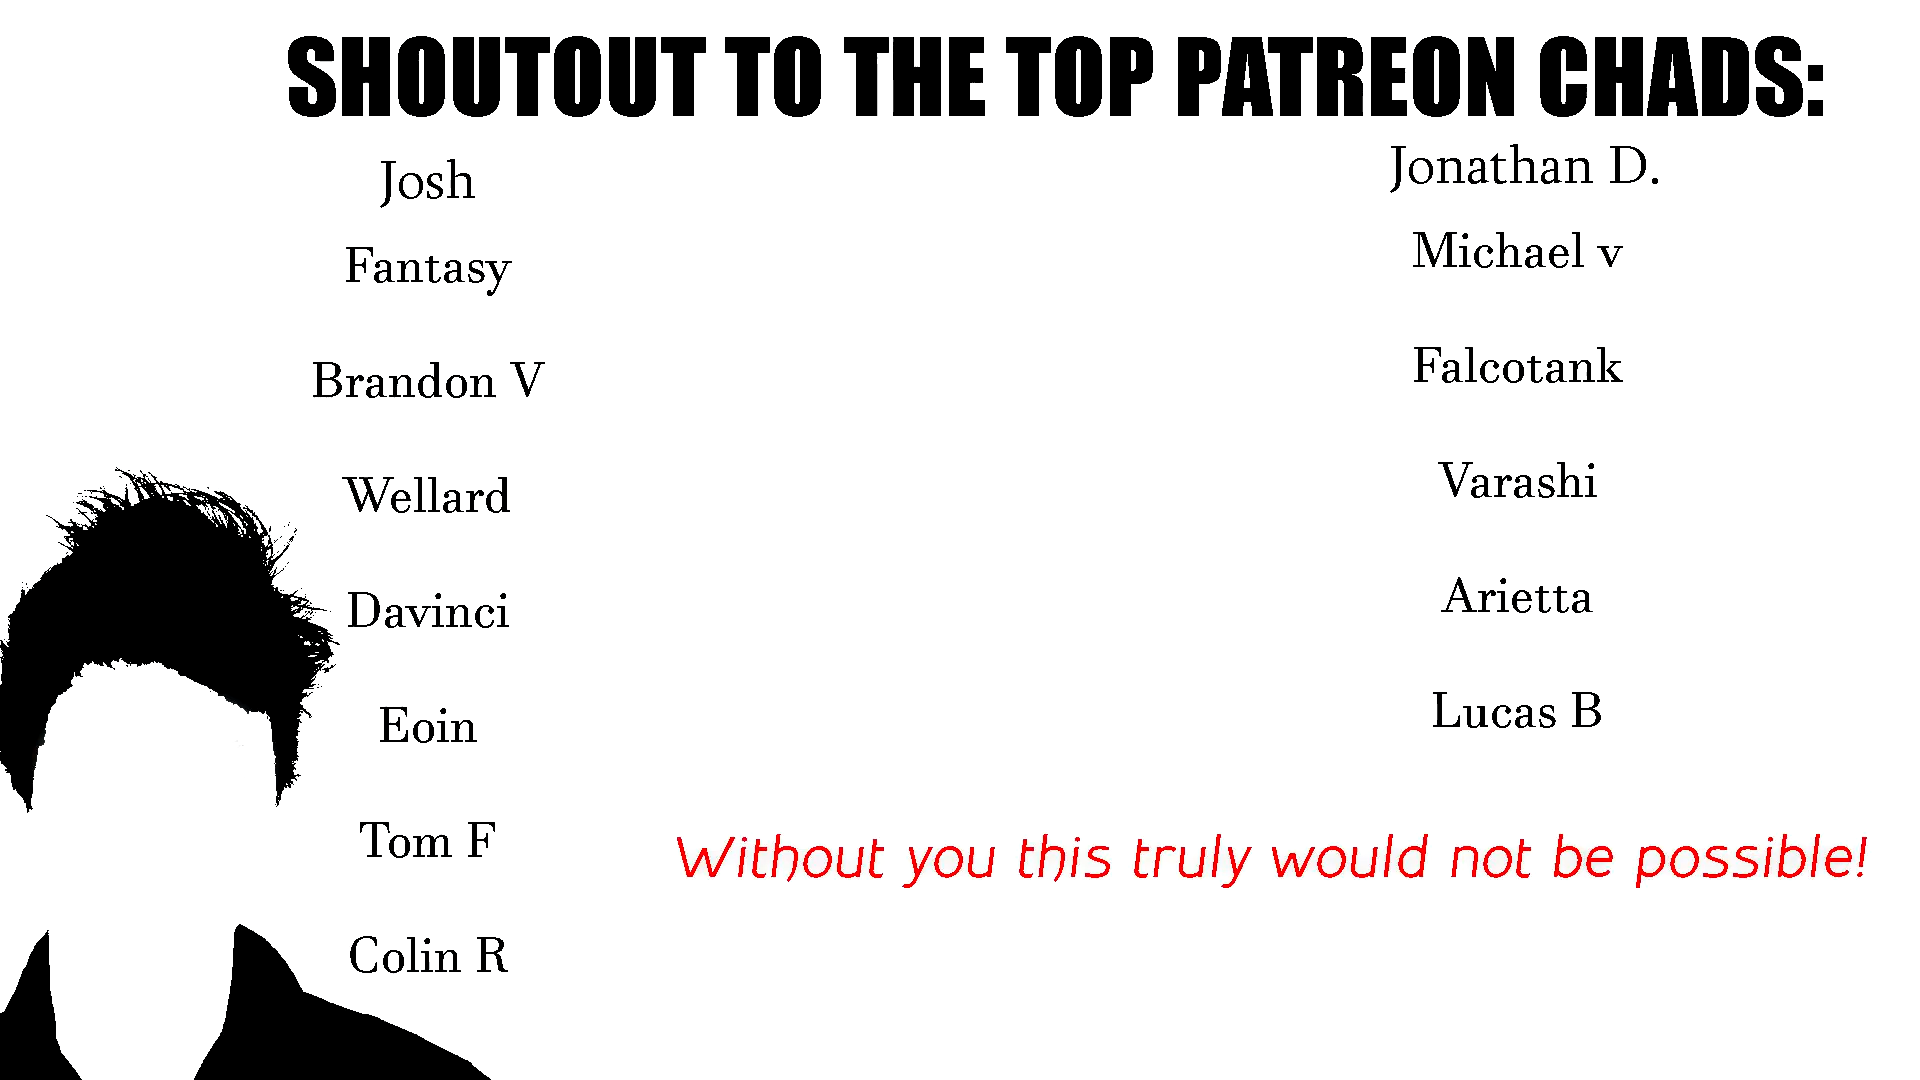 SHOUTOUT TO THE TOP PATREON CHADS:
Josh
Fantasy
Brandon V
Wellard
Davinci
Eoin
Tom F
Colin R
Jonathan D.
Michael v
Falcotank
Varashi
Arietta
Lucas B
Without you this truly would not be possible!